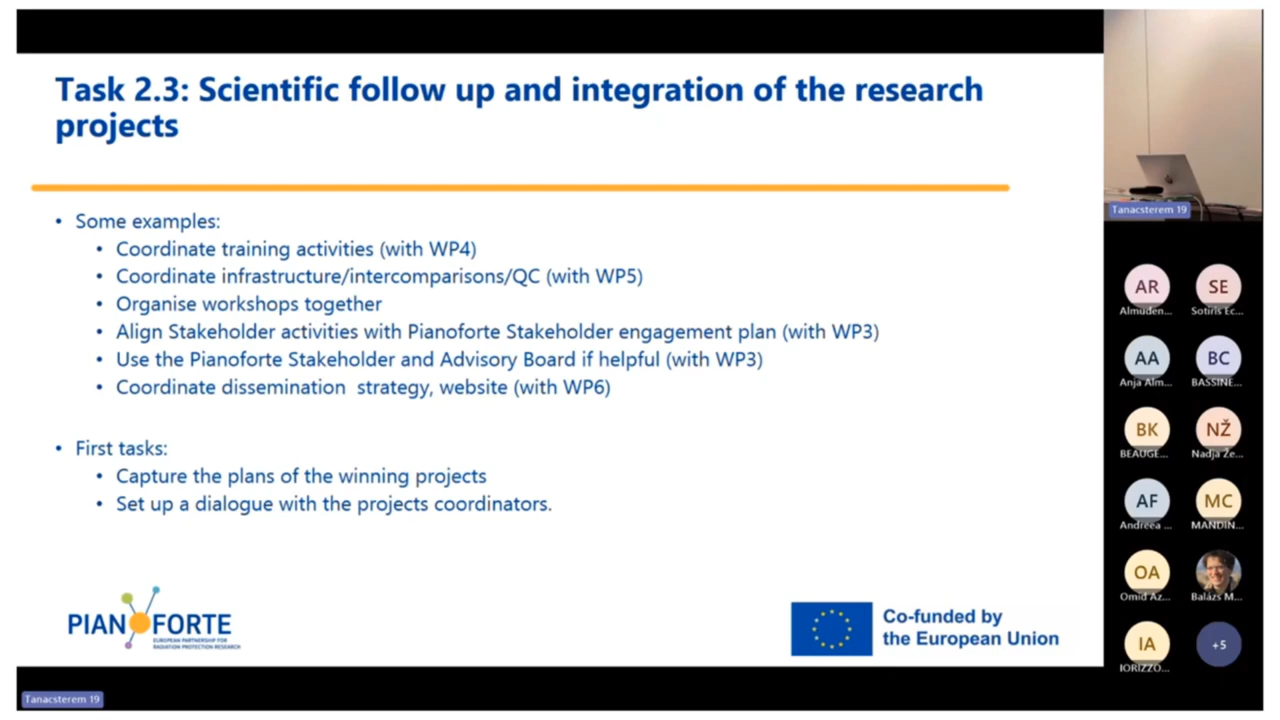 Task 2.3: Scientific follow up and integration of the research
projects
• Some examples:
• Coordinate training activities (with WP4)
• Coordinate infrastructure/intercomparisons/QC (with WP5)
• Organise workshops together
• Align Stakeholder activities with Pianoforte Stakeholder engagement plan (with WP3)
• Use the Pianoforte Stakeholder and Advisory Board if helpful (with WP3)
• Coordinate dissemination strategy, website (with WP6)
• First tasks:
• Capture the plans of the winning projects
• Set up a dialogue with the projects coordinators.
PIANOFORTE
EUROPEAN PARTNERSHIP FOR
RADIATION PROTECTION RESEARCH
Co-funded by
the European Union
Tanacsterem 19
Tanacsterem 19
AR SE
Almuden... Sotiris Ec...
AA BC
Anja Alm... BASSINE...
BK NŽ
BEAUGE... Nadja Že...
AF MC
Andreea ... MANDIN...
OA
Omid Az... Balázs M...
IA +5
IORIZZO...